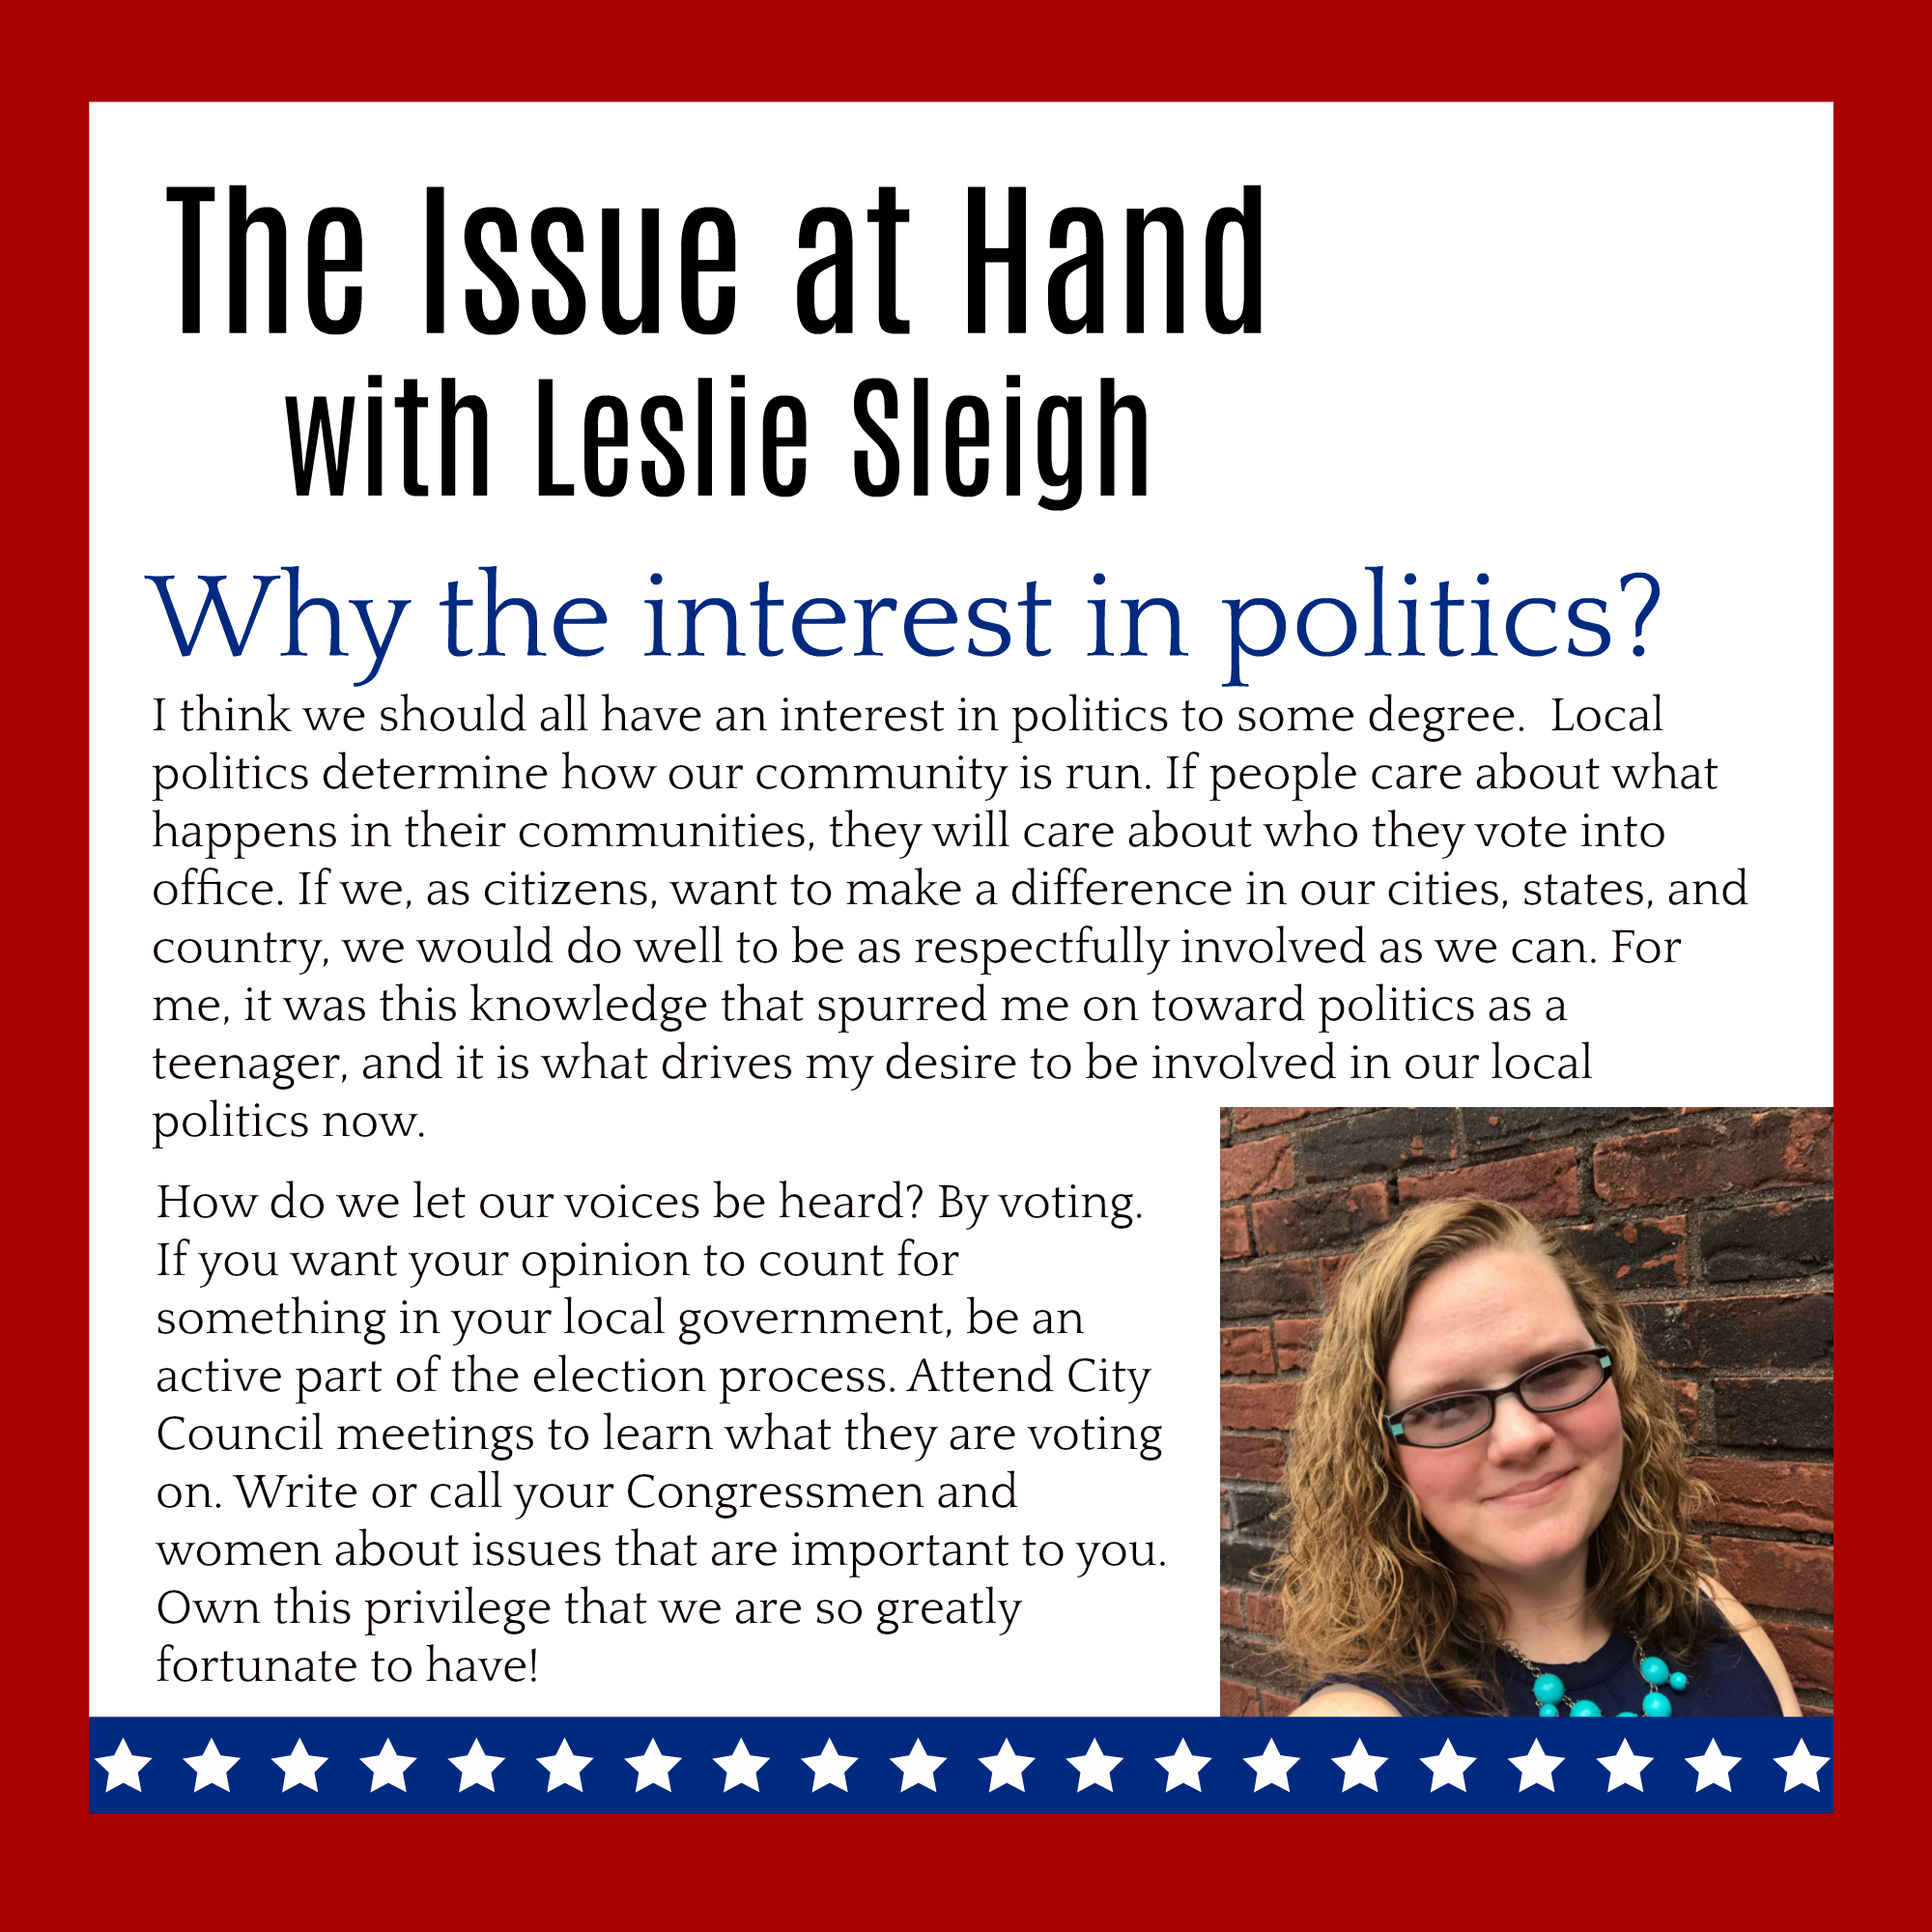 The Issue at Hand
with Leslie Sleigh
Why the interest in politics?
I think we should all have an interest in politics to some degree.  Local
politics determine how our community is run. If people care about what
happens in their communities, they will care about who they vote into
office. If we, as citizens, want to make a difference in our cities, states, and
country, we would do well to be as respectfully involved as we can. For
me, it was this knowledge that spurred me on toward politics as a
teenager, and it is what drives my desire to be involved in our local
politics now.
How do we let our voices be heard? By voting.
If you want your opinion to count for
something in your local government, be an
active part of the election process. Attend City
Council meetings to learn what they are voting
on. Write or call your Congressmen and
women about issues that are important to you.
Own this privilege that we are so greatly
fortunate to have!